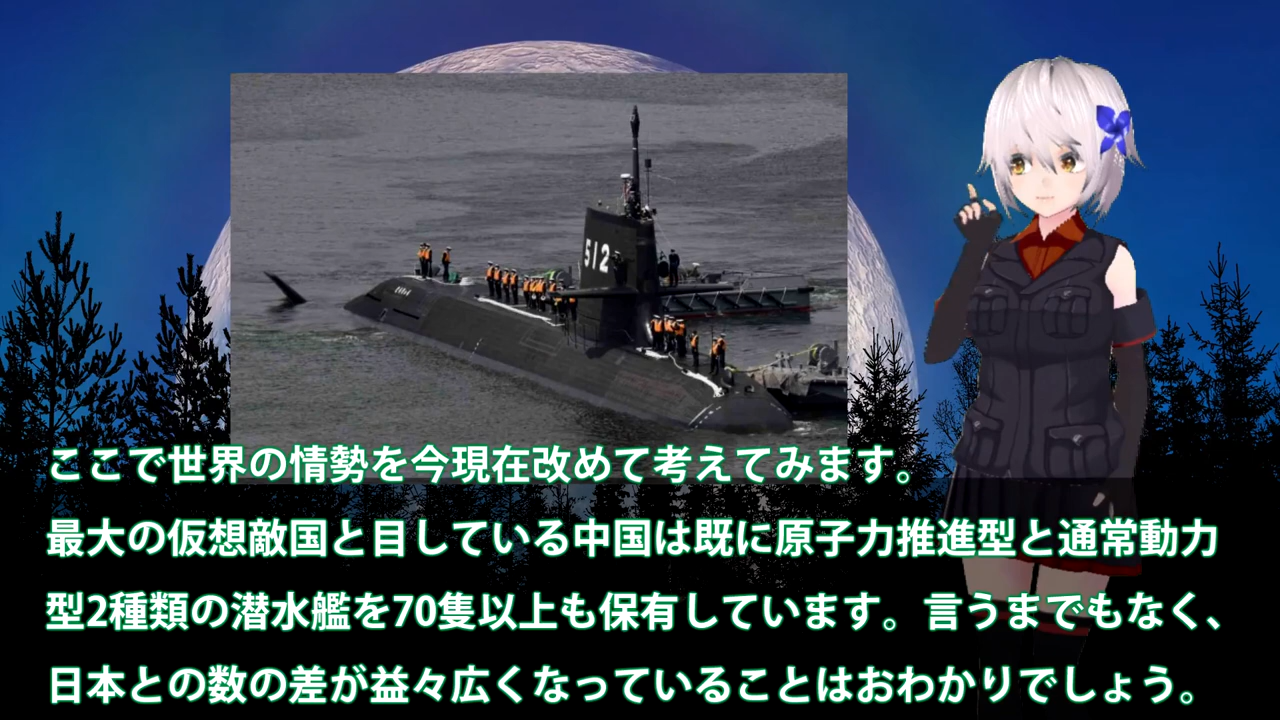 512
ここで世界の情勢を今現在改めて考えてみます。
最大の仮想敵国と目している中国は既に原子力推進型と通常動力
型2種類の潜水艦を70隻以上も保有しています。言うまでもなく、
日本との数の差が益々広くなっていることはおわかりでしょう。